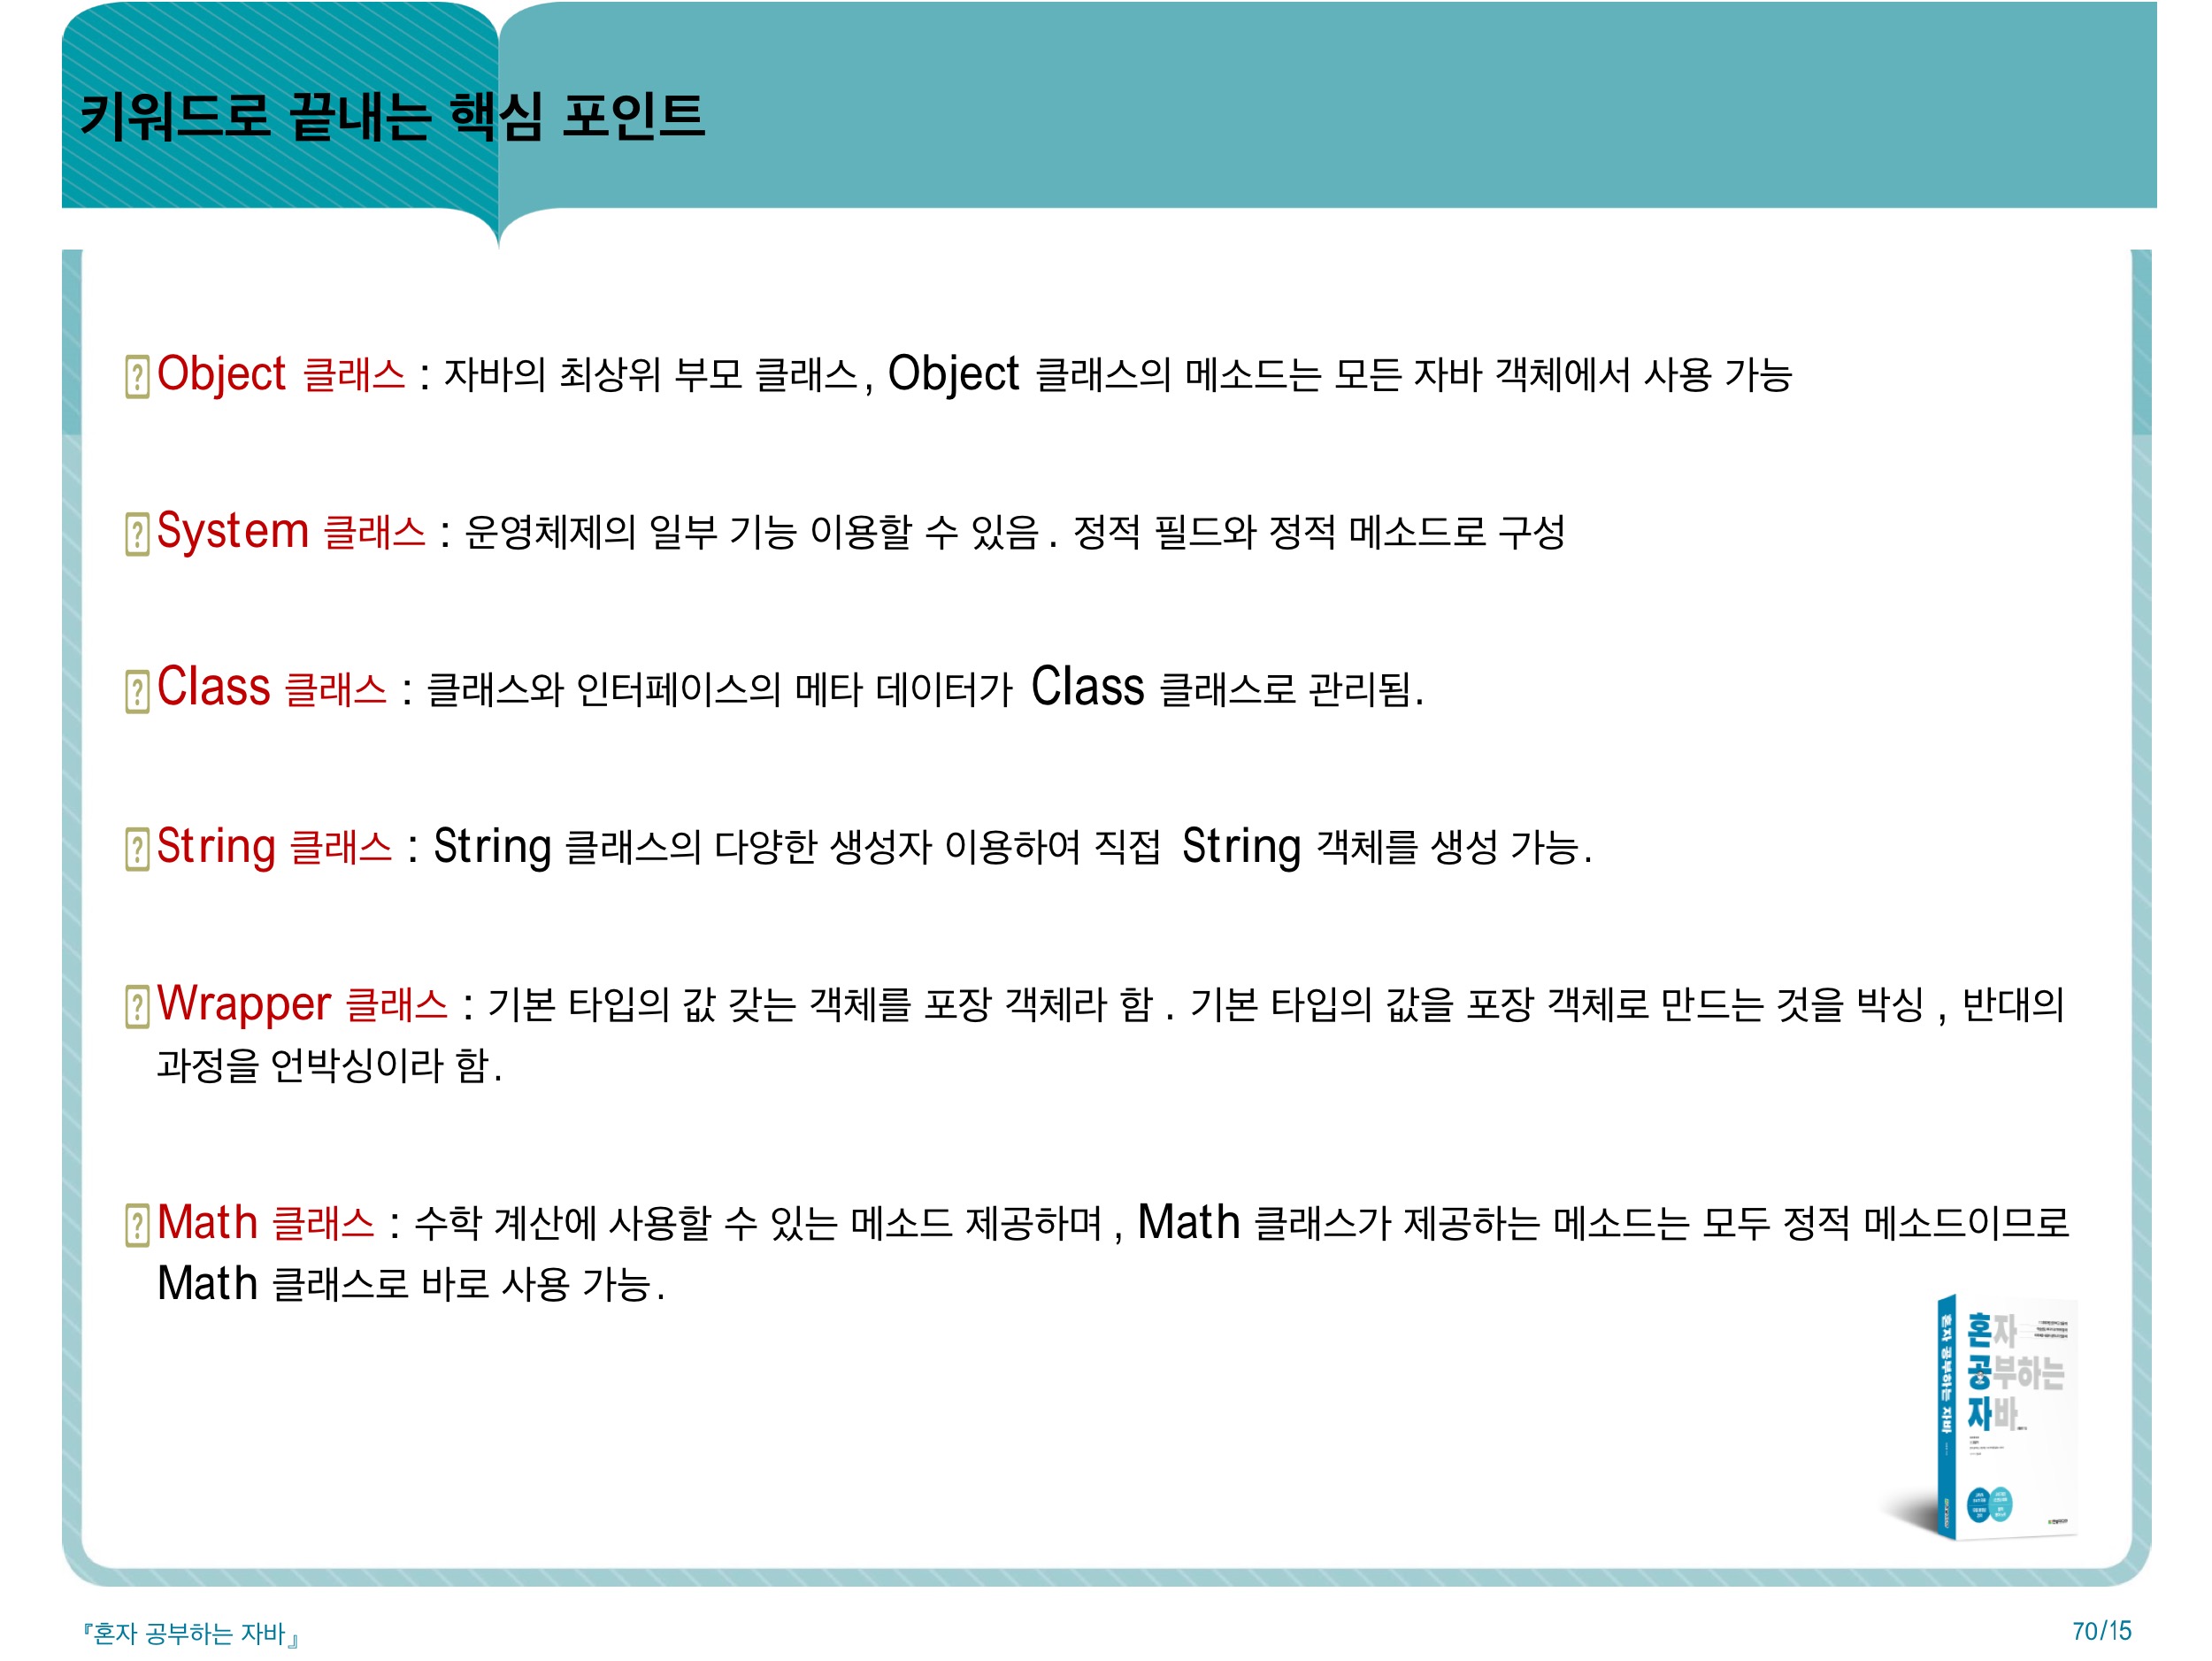 키워드로 끝내는 핵심 포인트
Object 클래스 : 자바의 최상위 부모 클래스, Object 클래스의 메소드는 모든 자바 객체에서 사용 가능
System 클래스 : 운영체제의 일부 기능 이용할 수 있음. 정적 필드와 정적 메소드로 구성
Class 클래스 : 클래스와 인터페이스의 메타 데이터가 Class 클래스로 관리됨.
String 클래스 : String 클래스의 다양한 생성자 이용하여 직접 String 객체를 생성 가능.
Wrapper 클래스 : 기본 타입의 값 갖는 객체를 포장 객체라 함. 기본 타입의 값을 포장 객체로 만드는 것을 박싱, 반대의
과정을 언박싱이라 함.
Math 클래스 : 수학 계산에 사용할 수 있는 메소드 제공하며, Math 클래스가 제공하는 메소드는 모두 정적 메소드이므로
Math 클래스로 바로 사용 가능.
혼자 공부하는 자바
혼자
공부하는
자바
『혼자 공부하는 자바』
70/15